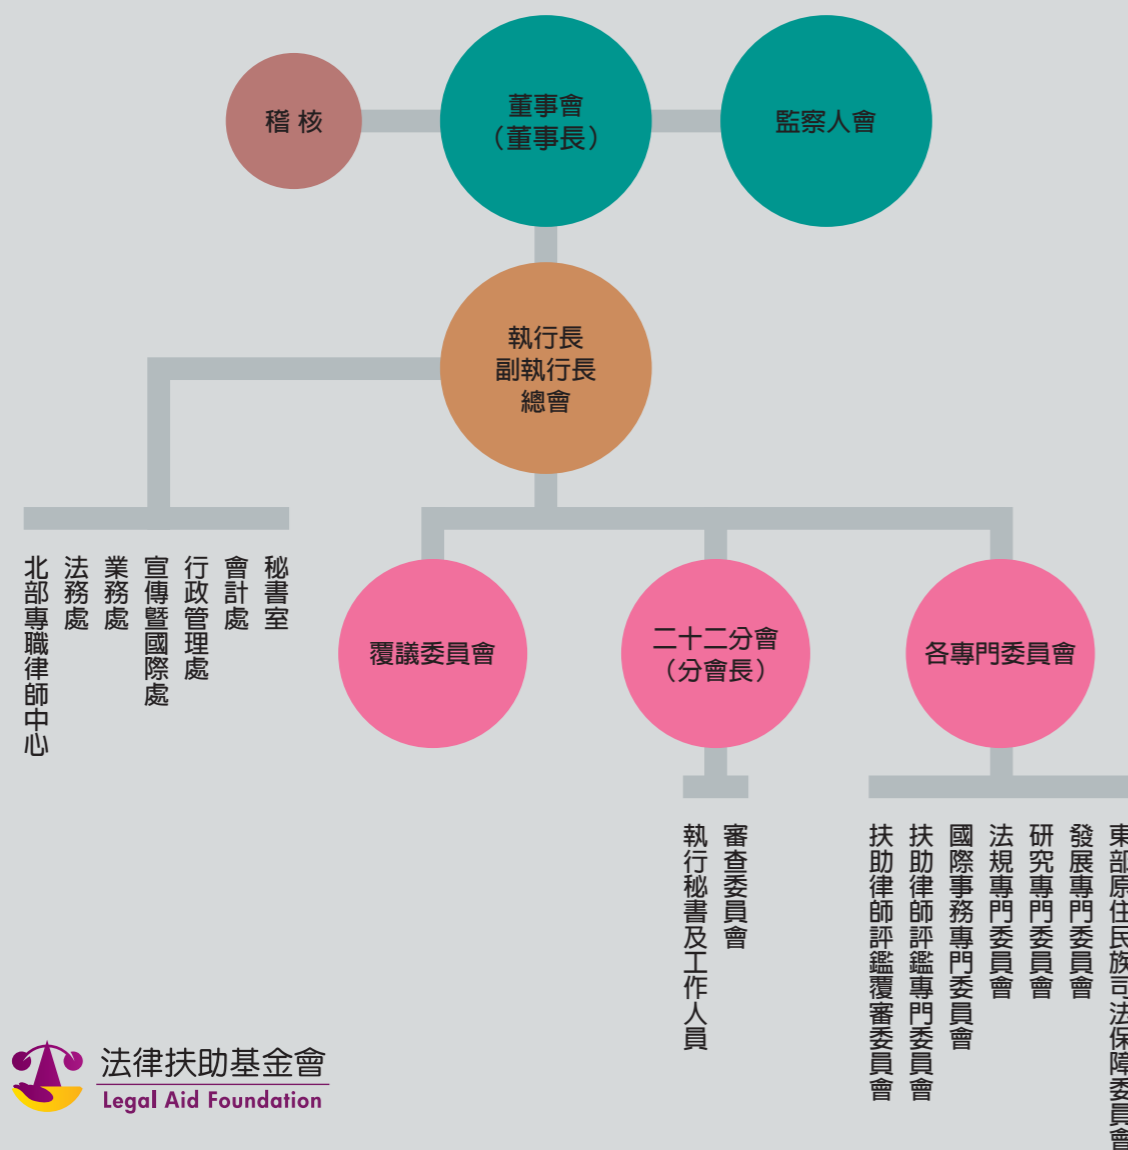 稽核
董事會
（董事長）
監察人會
執行長
副執行長
總會
北部專職律師中心
法務處
業務處
宣傳暨國際處
行政管理處
會計處
秘書室
覆議委員會
二十二分會
（分會長）
各專門委員會
執行秘書及工作人員
審查委員會
扶助律師評鑑覆審委員會
扶助律師評鑑專門委員會
國際事務專門委員會
法規專門委員會
研究專門委員會
發展專門委員會
東部原住民族司法保障委員會
法律扶助基金會
Legal Aid Foundation